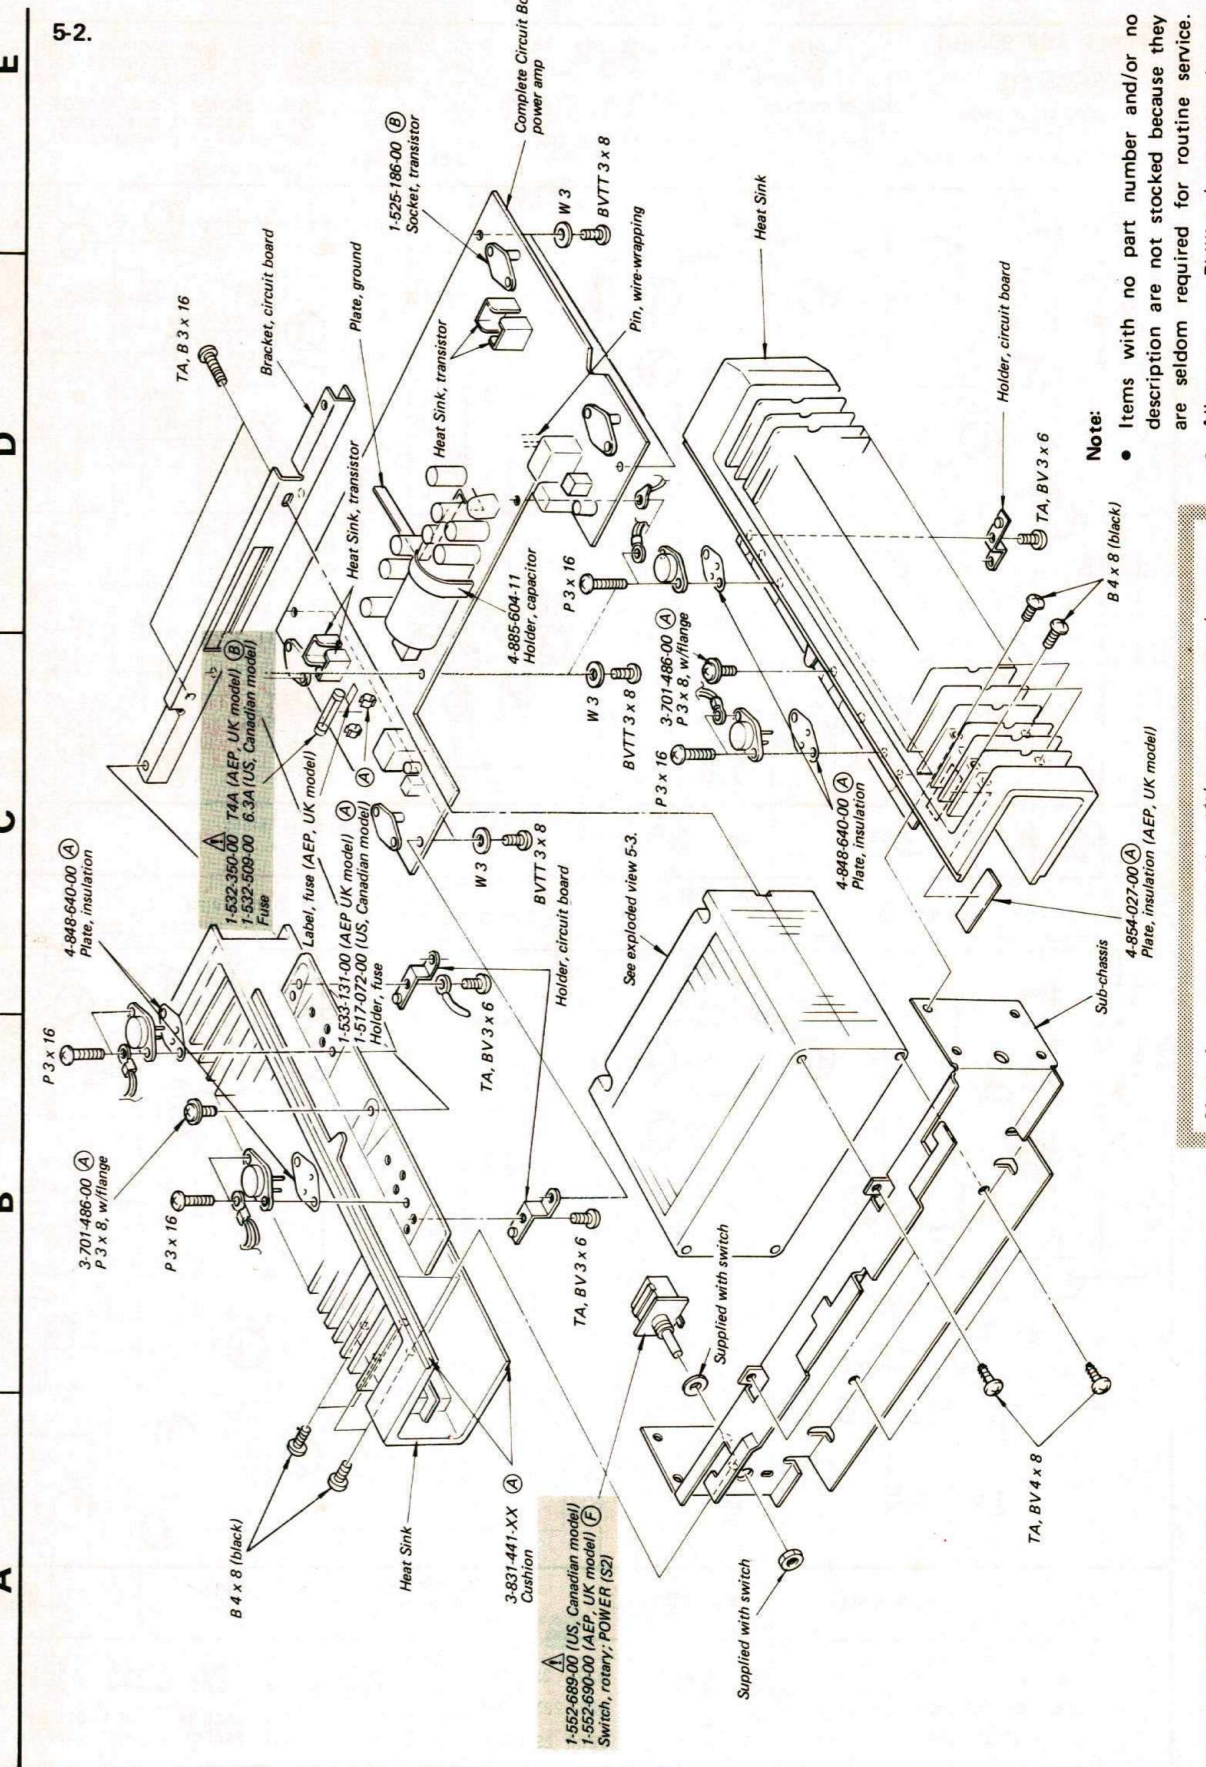 5-2.
E
D
C
B
A
TA, B 3 x 16
Bracket, circuit board
Plate, ground
Heat Sink, transistor
Heat Sink, transistor
1-525-186-00 (B)
Socket, transistor
Complete Circuit
power amp
W 3
BVTT 3 x 8
Pin, wire-wrapping
4-885-604-11
Holder, capacitor
1-532-350-00 T4A (AEP, UK model) (B)
1-532-509-00 6.3A (US, Canadian model)
Fuse
Label, fuse (AEP, UK model)
(A)
1-533-131-00 (AEP UK model) (A)
1-517-072-00 (US, Canadian model)
Holder, fuse
4-848-640-00 (A)
Plate, insulation
P 3 x 16
3-701-486-00 (A)
P 3 x 8, w/flange
P 3 x 16
W 3
BVTT 3 x 8
W 3
BVTT 3 x 8
P 3 x 16
3-701-486-00 (A)
P 3 x 8, w/flange
P 3 x 16
4-848-640-00 (A)
Plate, insulation
Heat Sink
Holder, circuit board
TA, BV 3 x 6
B 4 x 8 (black)
4-854-027-00 (A)
Plate, insulation (AEP, UK model)
Sub-chassis
See exploded view 5-3.
Holder, circuit board
TA, BV 3 x 6
TA, BV 3 x 6
B 4 x 8 (black)
Heat Sink
3-831-441-XX (A)
Cushion
1-552-689-00 (US, Canadian model)
1-552-690-00 (AEP, UK model) (F)
Switch, rotary; POWER (S2)
Supplied with switch
Supplied with switch
TA, BV 4 x 8
Note:
• Items with no part number and/or no
description are not stocked because they
are seldom required for routine service.